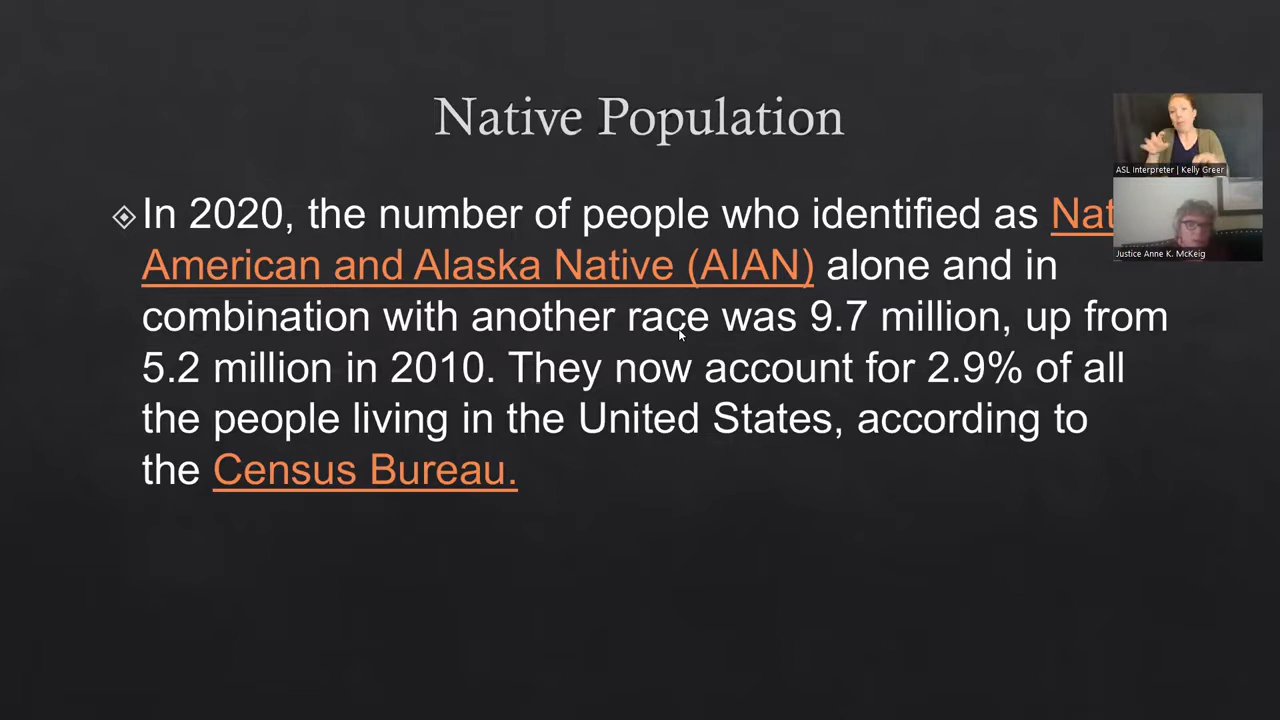 Native Population
In 2020, the number of people who identified as
American and Alaska Native (AIAN) alone and in
combination with another race was 9.7 million, up from
5.2 million in 2010. They now account for 2.9% of all
the people living in the United States, according to
the Census Bureau.
ASL Interpreter | Kelly Greer
Justice Anne K. McKeig